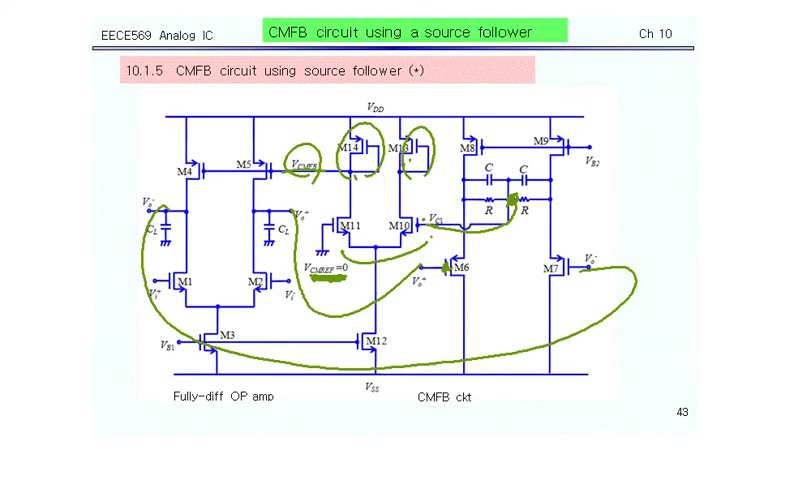 EECE569 Analog IC
CMFB circuit using a source follower
Ch 10
10.1.5 CMFB circuit using source follower (*)
VDD
M4
M5
VCMFB
M14
M13
M8
M9
VB2
C
C
R
R
Vo-
CL
Vo+
CL
M11
M10
VC1
VCMREF=0
Vo+
M6
M7
Vo-
M1
M2
Vi+
Vi-
VB1
M3
M12
VSS
Fully-diff OP amp
CMFB ckt
43